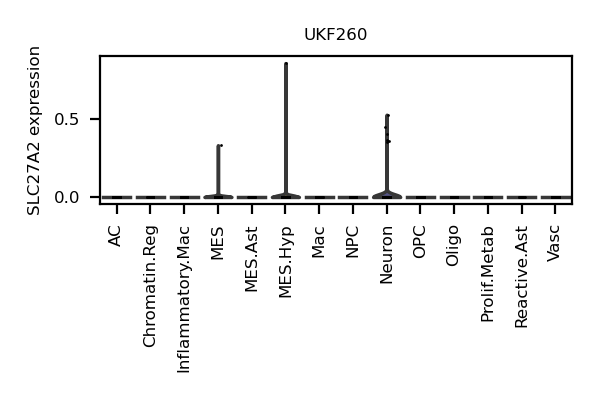 UKF260
SLC27A2 expression
0.5
0.0
AC
Chromatin.Reg
Inflammatory.Mac
MES
MES.Ast
MES.Hyp
Mac
NPC
Neuron
OPC
Oligo
Prolif.Metab
Reactive.Ast
Vasc